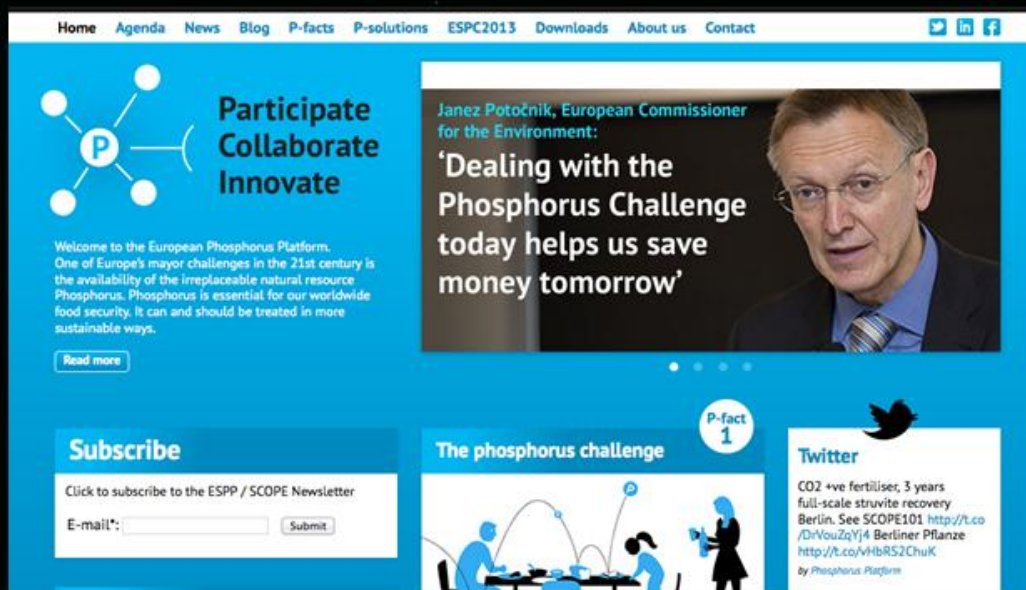 Home Agenda News Blog P-facts P-solutions ESPC2013 Downloads About us Contact
P
Participate
Collaborate
Innovate
Welcome to the European Phosphorus Platform.
One of Europe's mayor challenges in the 21st century is
the availability of the irreplaceable natural resource
Phosphorus. Phosphorus is essential for our worldwide
food security. It can and should be treated in more
sustainable ways.
Read more
Janez Potočnik, European Commissioner
for the Environment:
‘Dealing with the
Phosphorus Challenge
today helps us save
money tomorrow’
Subscribe
Click to subscribe to the ESPP / SCOPE Newsletter
E-mail*:
Submit
The phosphorus challenge
P-fact
1
P
Twitter
CO2 +ve fertiliser, 3 years
full-scale struvite recovery
Berlin. See SCOPE101 http://t.co
/DrVouZqYj4 Berliner Pflanze
http://t.co/vHbRS2ChuK
by Phosphorus Platform